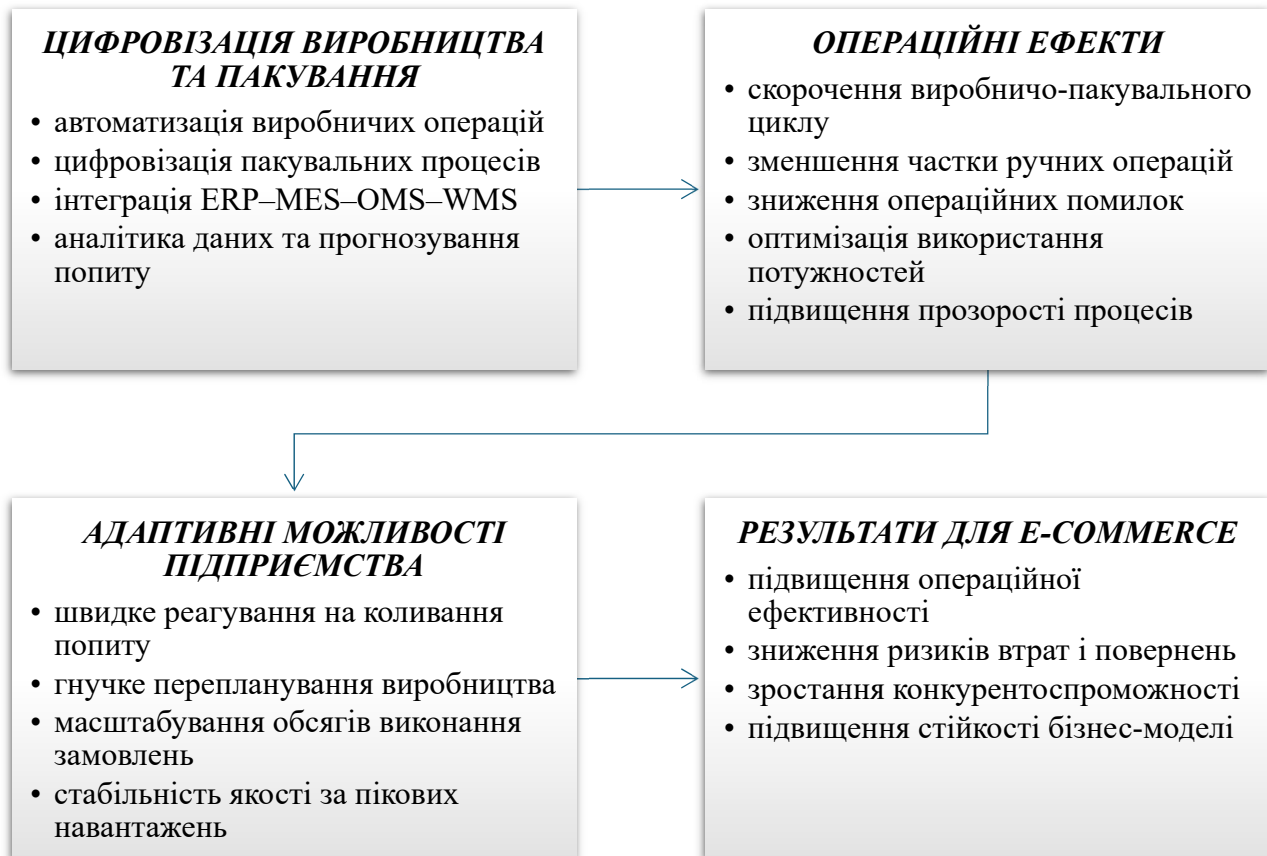 ЦИФРОВІЗАЦІЯ ВИРОБНИЦТВА
ТА ПАКУВАННЯ
• автоматизація виробничих операцій
• цифровізація пакувальних процесів
• інтеграція ERP–MES–OMS–WMS
• аналітика даних та прогнозування
попиту
ОПЕРАЦІЙНІ ЕФЕКТИ
• скорочення виробничо-пакувального
циклу
• зменшення частки ручних операцій
• зниження операційних помилок
• оптимізація використання
потужностей
• підвищення прозорості процесів
АДАПТИВНІ МОЖЛИВОСТІ
ПІДПРИЄМСТВА
• швидке реагування на коливання
попиту
• гнучке перепланування виробництва
• масштабування обсягів виконання
замовлень
• стабільність якості за пікових
навантажень
РЕЗУЛЬТАТИ ДЛЯ E-COMMERCE
• підвищення операційної
ефективності
• зниження ризиків втрат і повернень
• зростання конкурентоспроможності
• підвищення стійкості бізнес-моделі